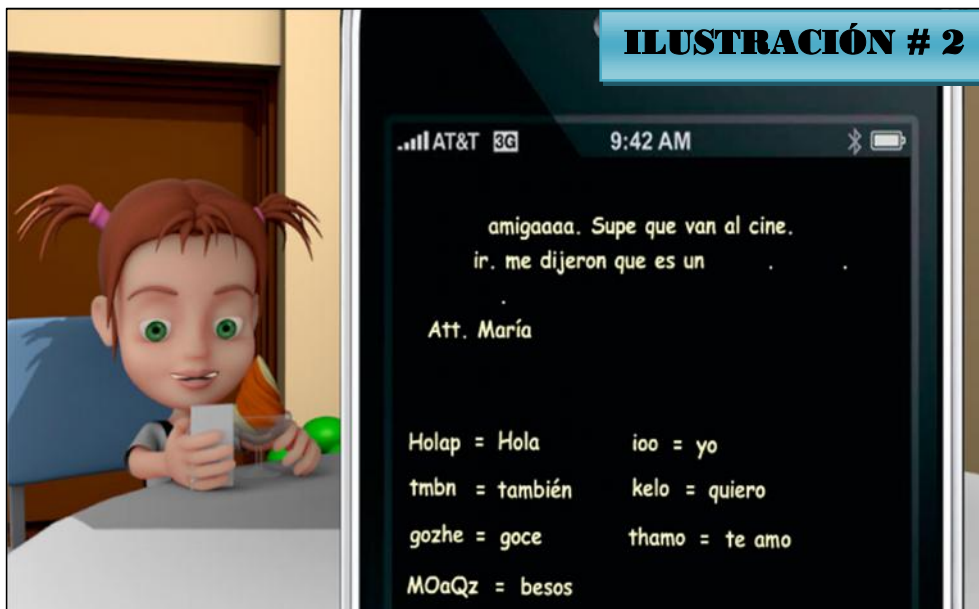 ILUSTRACIÓN # 2
AT&T 3G 9:42 AM
amigaaaa. Supe que van al cine.
ir. me dijeron que es un . .
.
Att. María
Holap = Hola ioo = yo
tmbn = también kelo = quiero
gozhe = goce thamo = te amo
MOaQz = besos